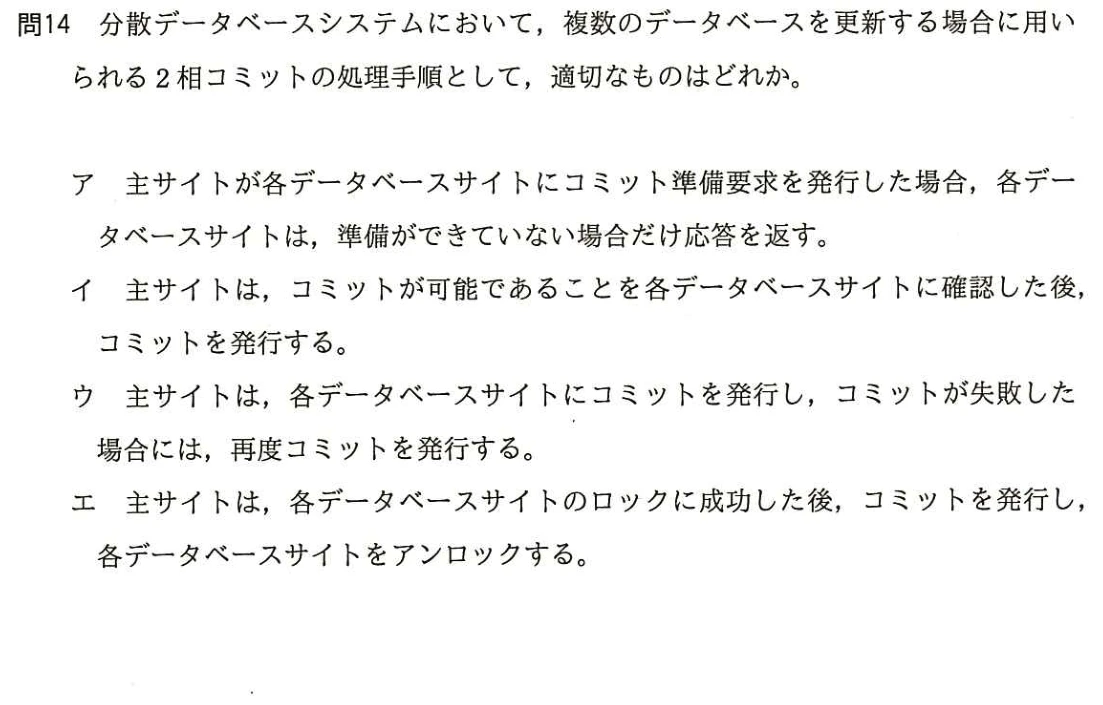 問14 分散データベースシステムにおいて，複数のデータベースを更新する場合に用い
られる2相コミットの処理手順として，適切なものはどれか。
ア 主サイトが各データベースサイトにコミット準備要求を発行した場合，各デー
タベースサイトは，準備ができていない場合だけ応答を返す。
イ 主サイトは，コミットが可能であることを各データベースサイトに確認した後，
コミットを発行する。
ウ 主サイトは，各データベースサイトにコミットを発行し，コミットが失敗した
場合には，再度コミットを発行する。
エ 主サイトは，各データベースサイトのロックに成功した後，コミットを発行し，
各データベースサイトをアンロックする。